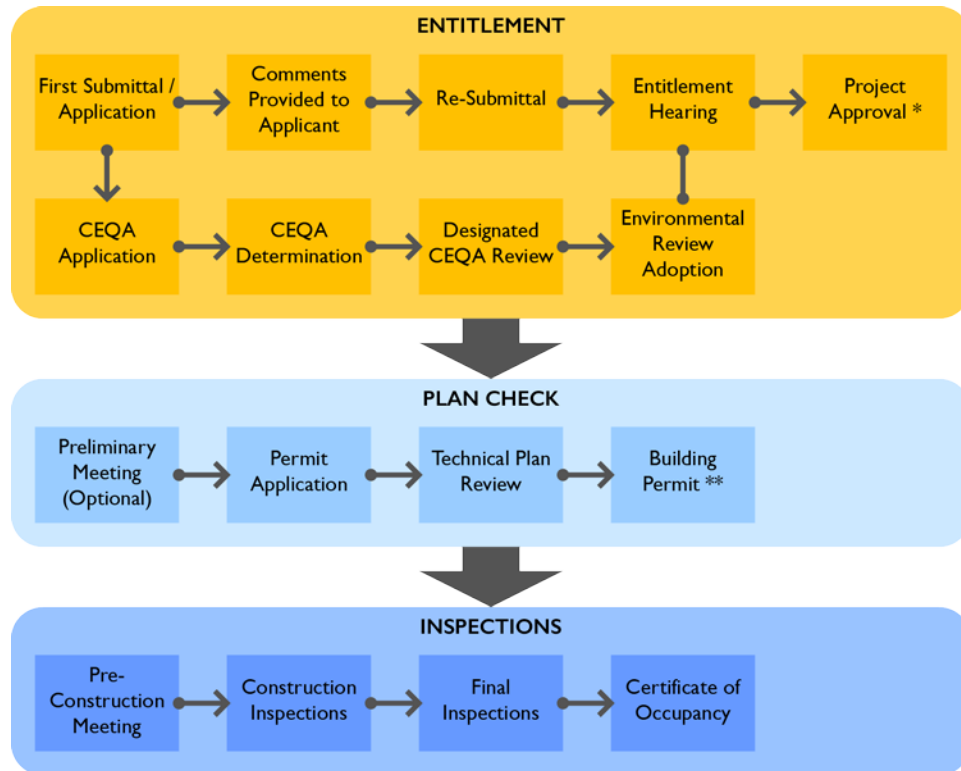 ENTITLEMENT
First Submittal /
Application
Comments
Provided to
Applicant
Re-Submittal
Entitlement
Hearing
Project
Approval *
CEQA
Application
CEQA
Determination
Designated
CEQA Review
Environmental
Review
Adoption
PLAN CHECK
Preliminary
Meeting
(Optional)
Permit
Application
Technical Plan
Review
Building
Permit **
INSPECTIONS
Pre-
Construction
Meeting
Construction
Inspections
Final
Inspections
Certificate of
Occupancy